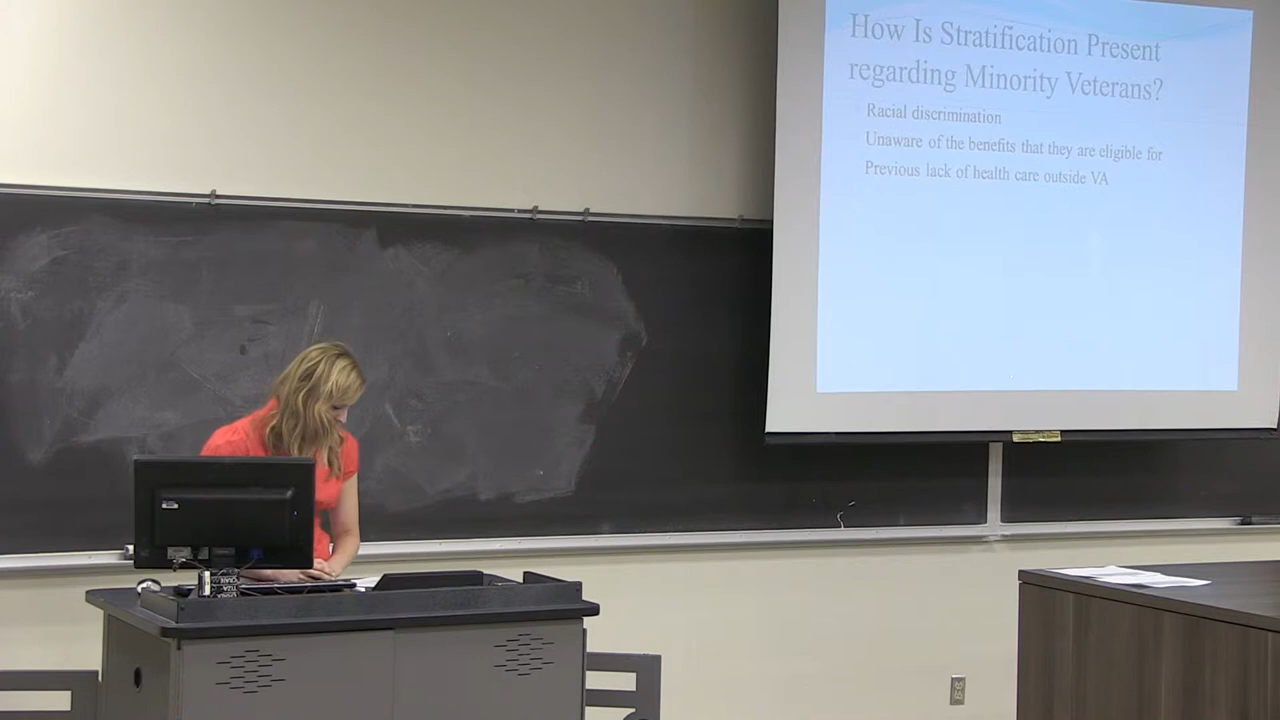 How Is Stratification Present
regarding Minority Veterans?
Racial discrimination
Unaware of the benefits that they are eligible for
Previous lack of health care outside VA